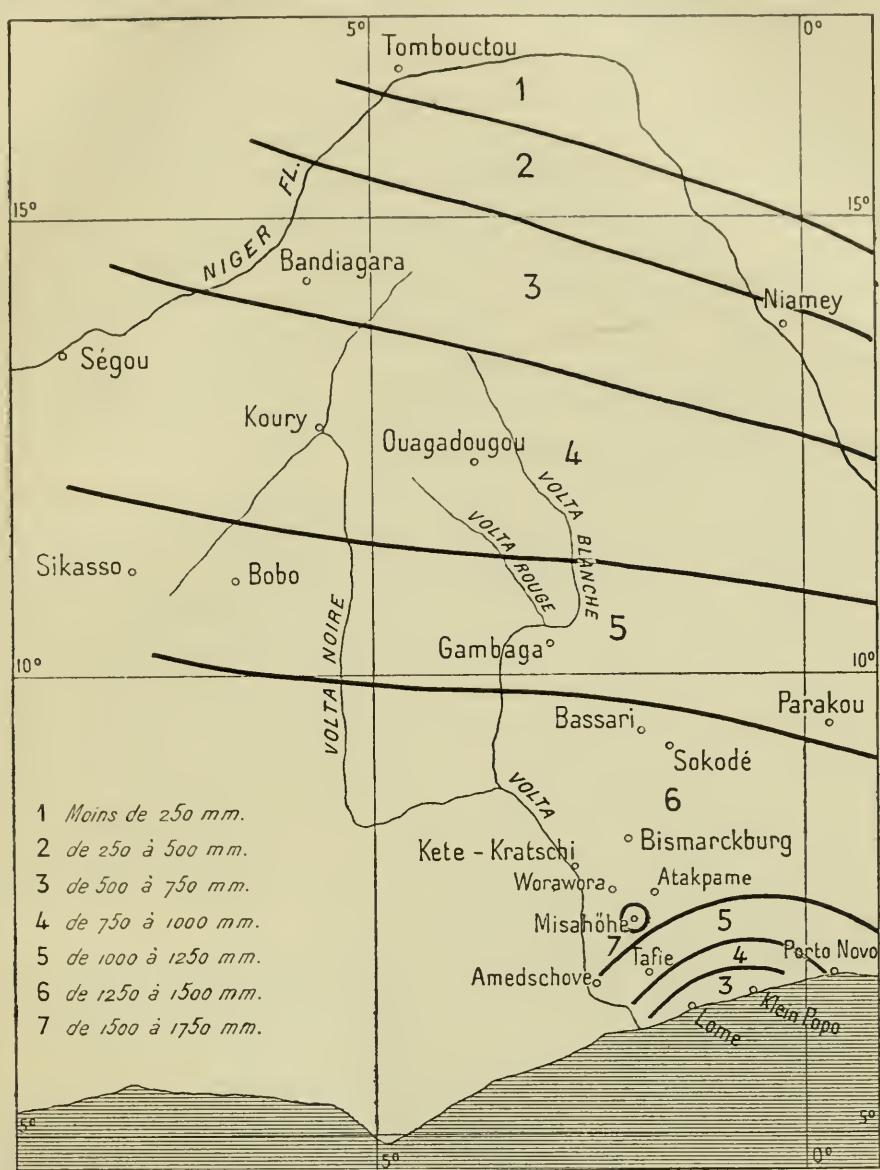 5°
0°
Tombouctou
1
2
NIGER FL.
15°
15°
Bandiagara
3
Niamey
Ségou
Koury
Ouagadougou
4
VOLTA BLANCHE
VOLTA ROUGE
Sikasso
Bobo
5
VOLTA NOIRE
Gambaga
10°
10°
Parakou
Bassari
Sokodé
VOLTA
6
1 Moins de 250 mm.
2 de 250 à 500 mm.
3 de 500 à 750 mm.
4 de 750 à 1000 mm.
5 de 1000 à 1250 mm.
6 de 1250 à 1500 mm.
7 de 1500 à 1750 mm.
Bismarckburg
Kete - Kratschi
Worawora
Atakpame
Misahöhe
5
7
Tafie
4
Porto Novo
Amedschove
3
Klein Popo
Lome
5°
5°
5°
0°